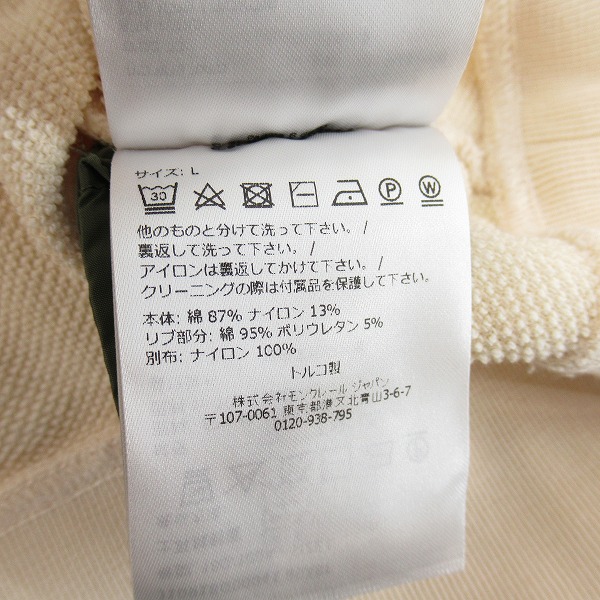 サイズ: L
30 P W
他のものと分けて洗って下さい。/
裏返して洗って下さい。/
アイロンは裏返してかけて下さい。/
クリーニングの際は付属品を保護して下さい。
本体: 綿 87% ナイロン 13%
リブ部分: 綿 95% ポリウレタン 5%
別布: ナイロン 100%
トルコ製
株式会社モンクレール ジャパン
〒107-0061 東京都港区北青山3-6-7
0120-938-795